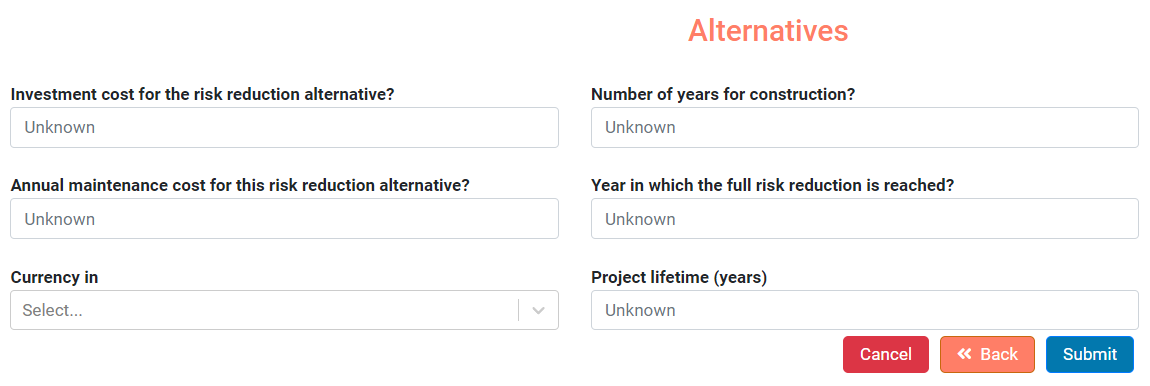 Alternatives
Investment cost for the risk reduction alternative?
Number of years for construction?
Unknown
Unknown
Annual maintenance cost for this risk reduction alternative?
Year in which the full risk reduction is reached?
Unknown
Unknown
Currency in
Project lifetime (years)
Select...
Unknown
Cancel
Back
Submit